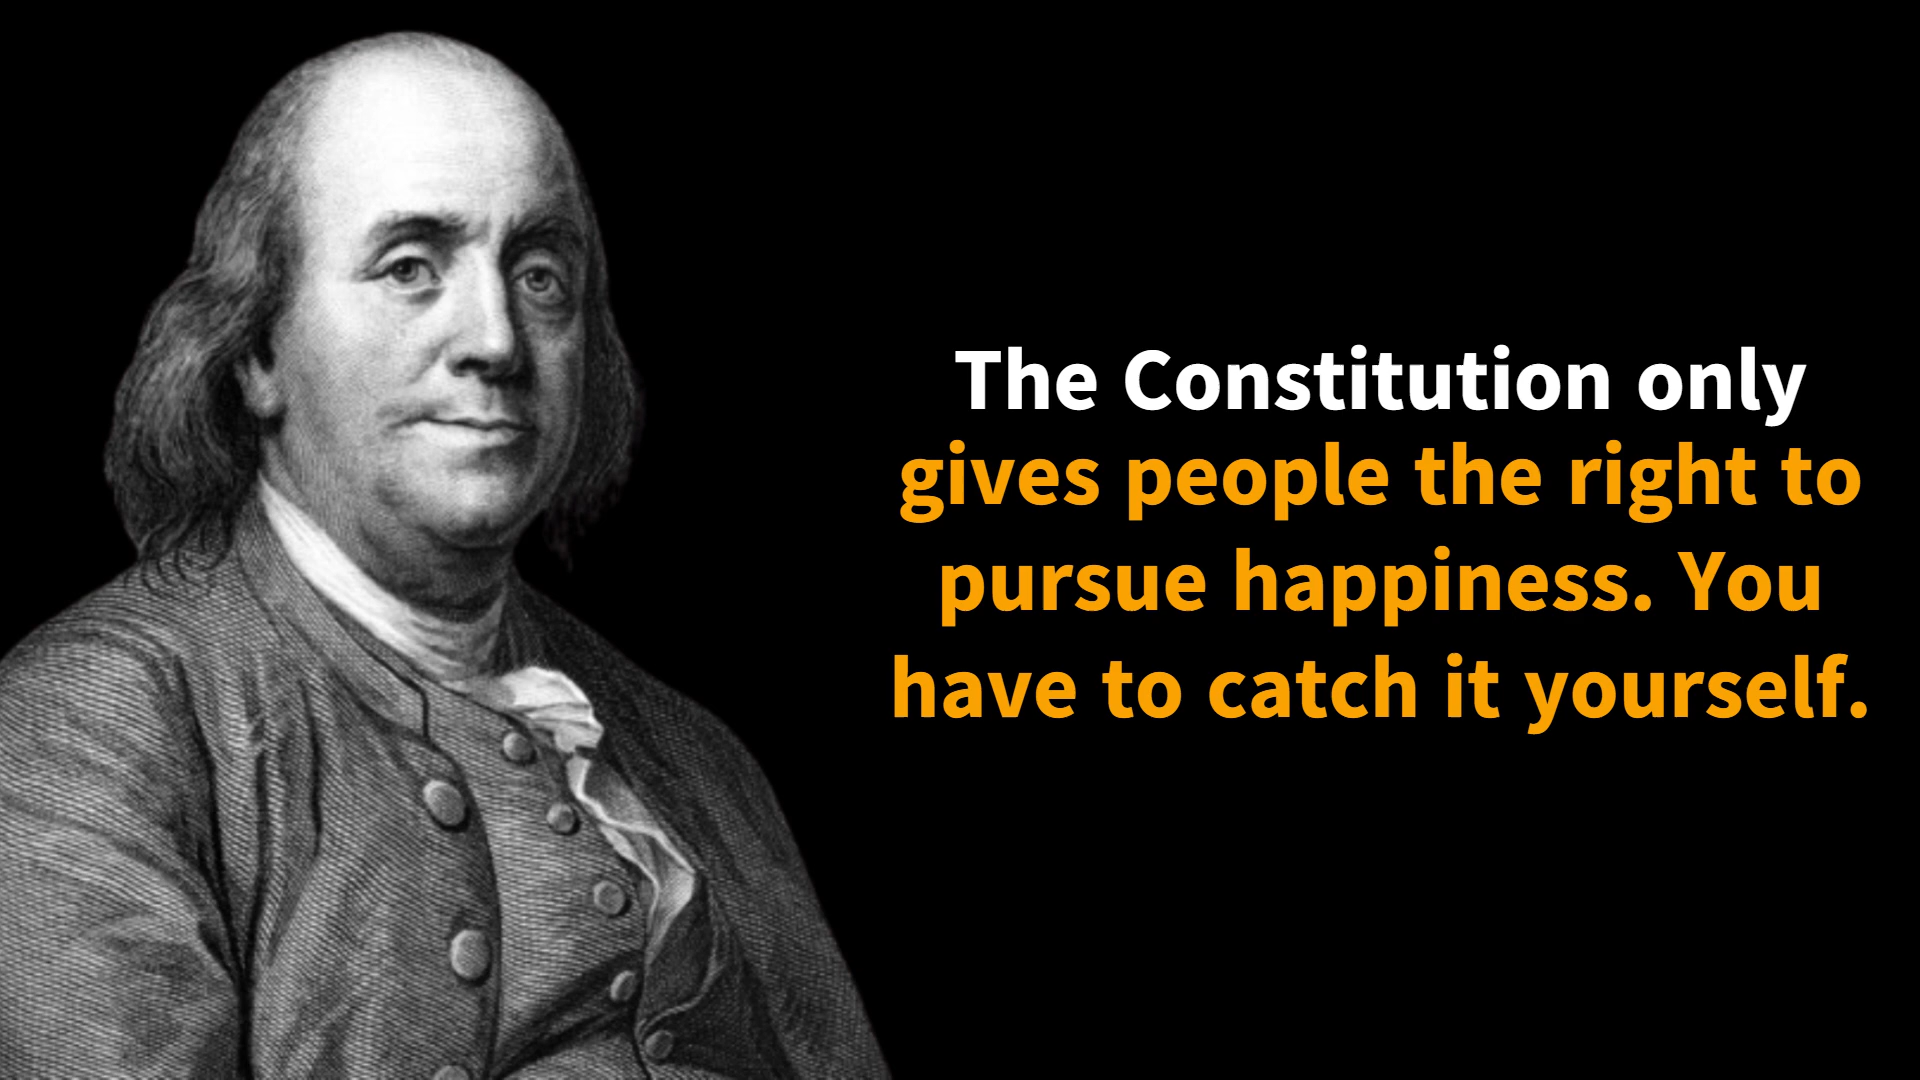 The Constitution only
gives people the right to
pursue happiness. You
have to catch it yourself.